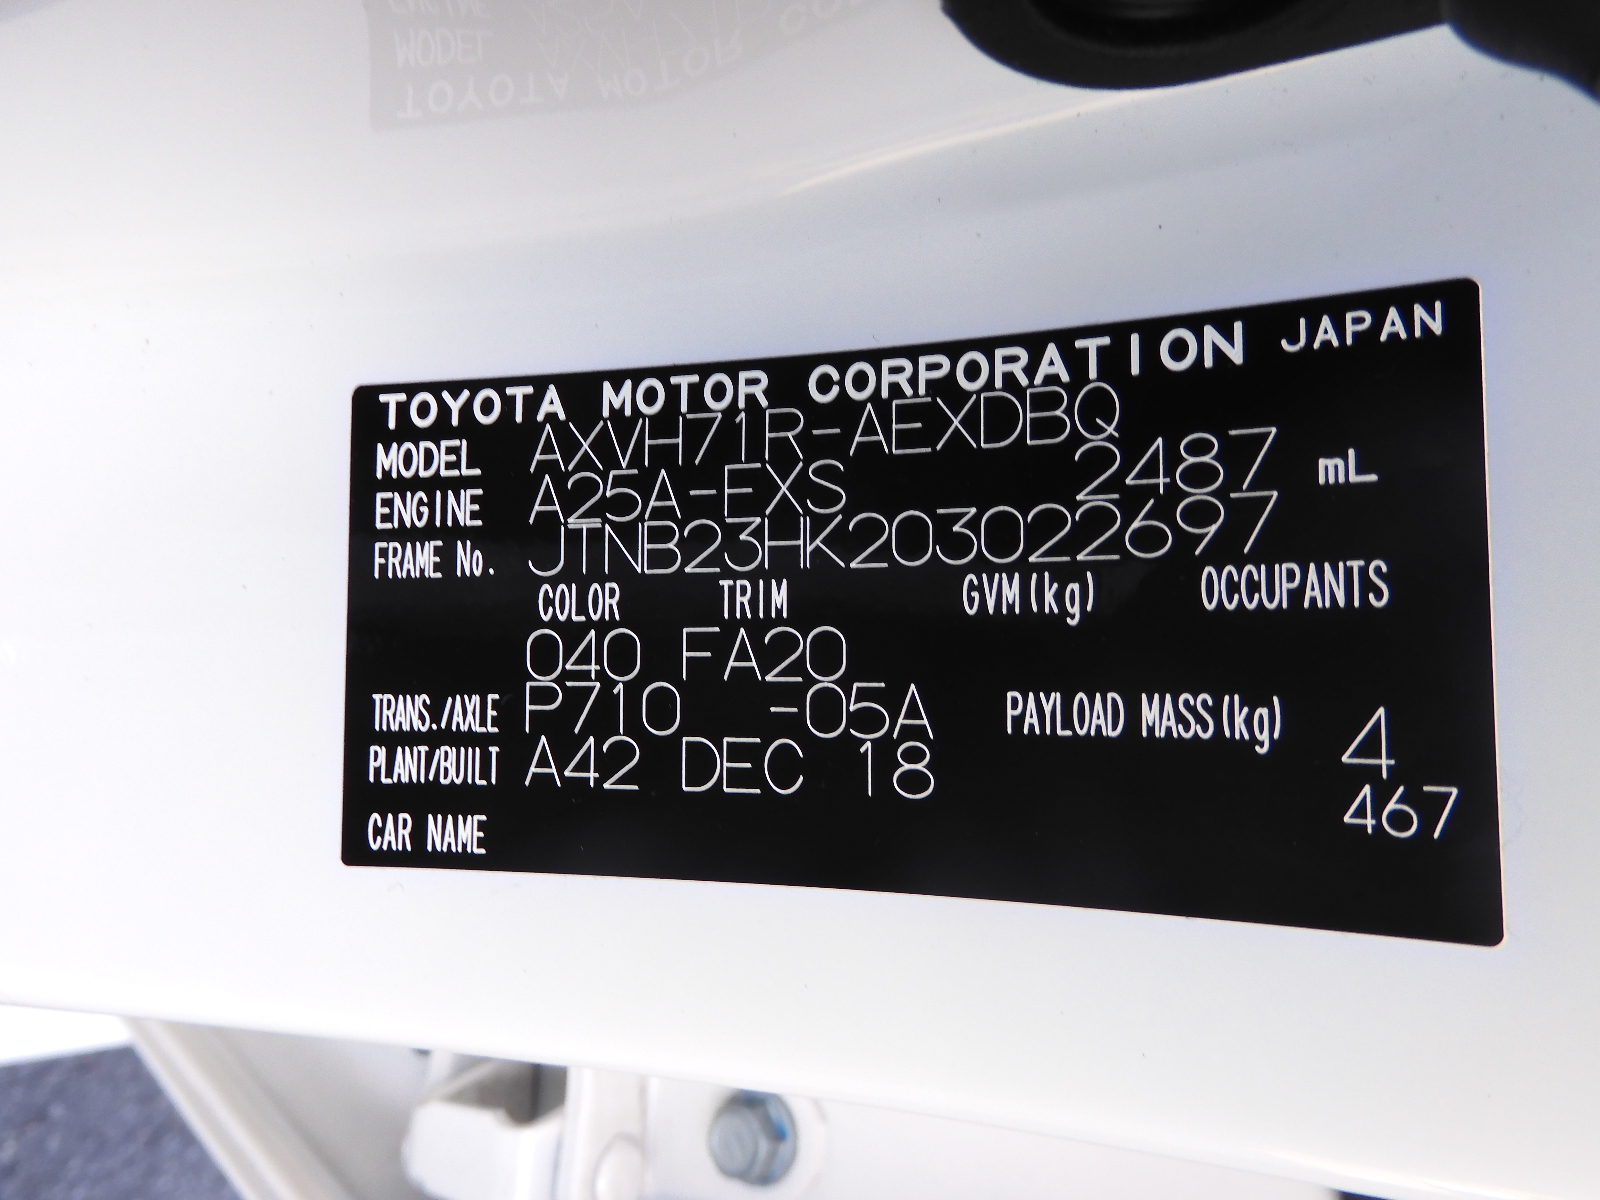 TOYOTA MOTOR CORPORATION JAPAN
MODEL AXVH71R-AEXDBQ
ENGINE A25A-FXS 2487 mL
FRAME No. JTNB23HK203022697
COLOR TRIM GVM(kg) OCCUPANTS
040 FA20
TRANS./AXLE P710 -05A PAYLOAD MASS(kg) 4
PLANT/BUILT A42 DEC 18 467
CAR NAME